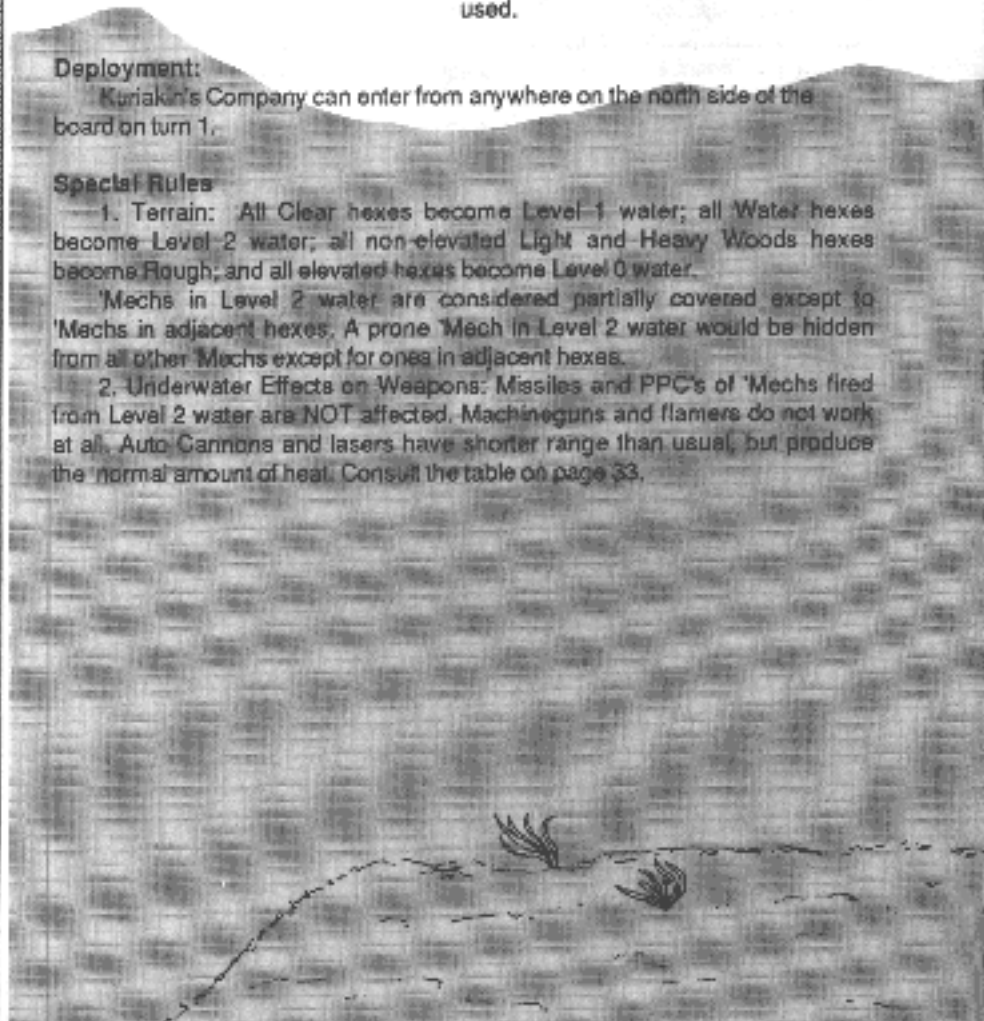 used.
Deployment:
Kuriakin's Company can enter from anywhere on the north side of the
board on turn 1.
Special Rules
1. Terrain: All Clear hexes become Level 1 water; all Water hexes
become Level 2 water; all non-elevated Light and Heavy Woods hexes
become Rough; and all elevated hexes become Level 0 water.
'Mechs in Level 2 water are considered partially covered except to
'Mechs in adjacent hexes. A prone 'Mech in Level 2 water would be hidden
from all other 'Mechs except for ones in adjacent hexes.
2. Underwater Effects on Weapons: Missiles and PPC's of 'Mechs fired
from Level 2 water are NOT affected. Machineguns and flamers do not work
at all. Auto Cannons and lasers have shorter range than usual, but produce
the normal amount of heat. Consult the table on page 33.